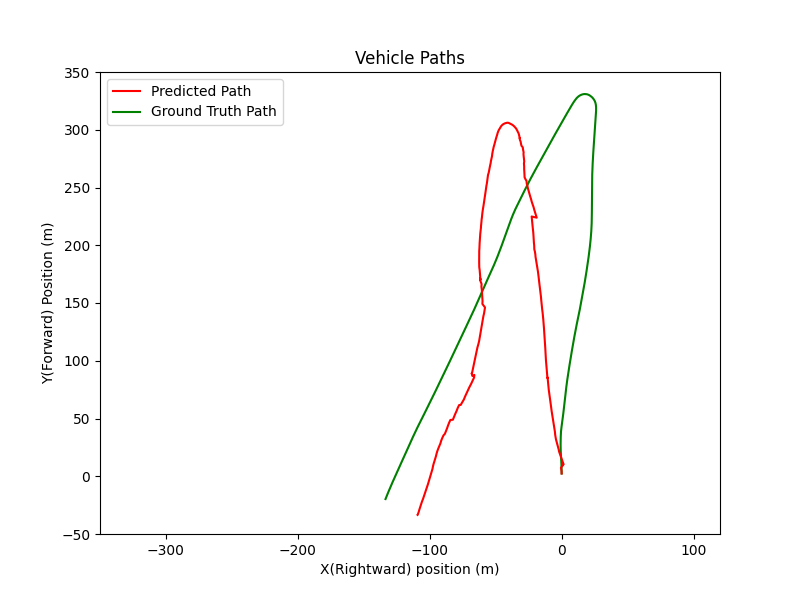 Vehicle Paths
Predicted Path
Ground Truth Path
Y(Forward) Position (m)
350
300
250
200
150
100
50
0
−50
−300
−200
−100
0
100
X(Rightward) position (m)